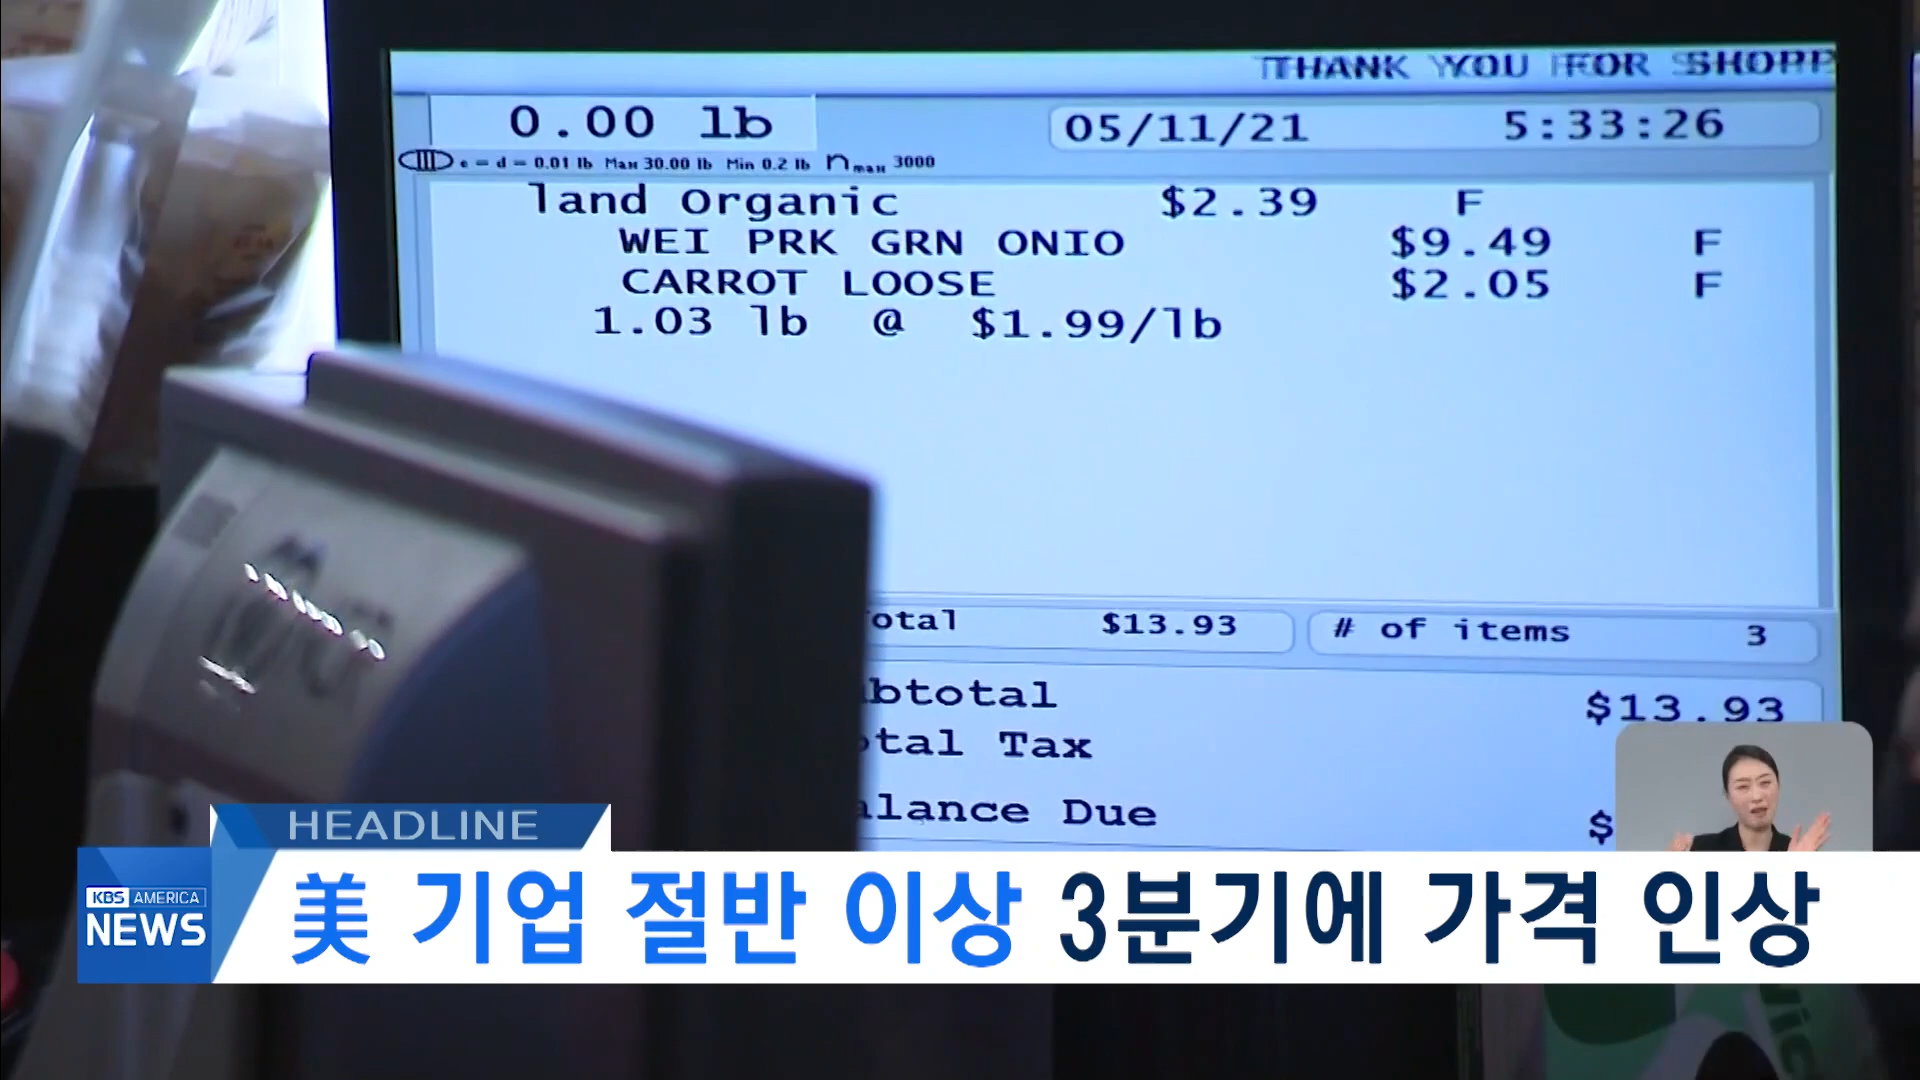 THANK YOU FOR SHOPP
0.00 lb
05/11/21 5:33:26
e = d = 0.01 lb Max 30.00 lb Min 0.2 lb nmax 3000
land Organic $2.39 F
WEI PRK GRN ONIO $9.49 F
CARROT LOOSE $2.05 F
1.03 lb @ $1.99/lb
otal $13.93
# of items 3
btotal $13.93
tal Tax
alance Due $
HEADLINE
KBS AMERICA
NEWS
美 기업 절반 이상 3분기에 가격 인상